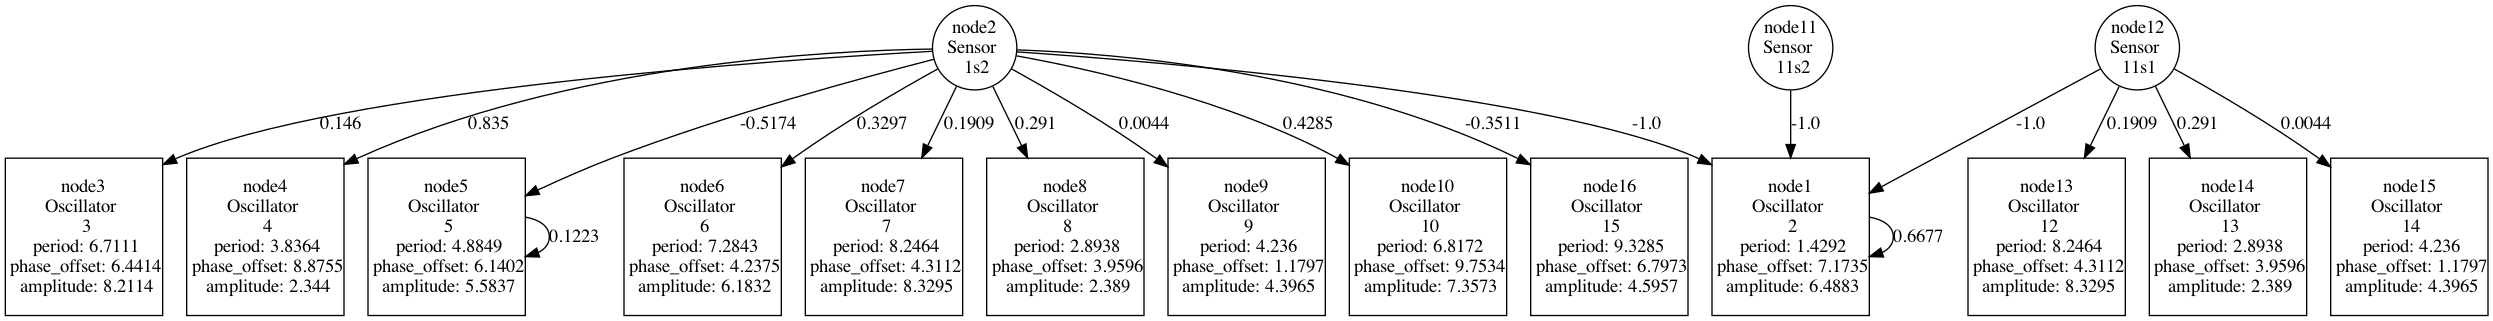 node2
Sensor
1s2
node11
Sensor
11s2
node12
Sensor
11s1
0.146
0.835
-0.5174
0.3297
0.1909
0.291
0.0044
0.4285
-0.3511
-1.0
-1.0
-1.0
0.1909
0.291
0.0044
node3
Oscillator
3
period: 6.7111
phase_offset: 6.4414
amplitude: 8.2114
node4
Oscillator
4
period: 3.8364
phase_offset: 8.8755
amplitude: 2.344
node5
Oscillator
5
period: 4.8849
phase_offset: 6.1402
amplitude: 5.5837
0.1223
node6
Oscillator
6
period: 7.2843
phase_offset: 4.2375
amplitude: 6.1832
node7
Oscillator
7
period: 8.2464
phase_offset: 4.3112
amplitude: 8.3295
node8
Oscillator
8
period: 2.8938
phase_offset: 3.9596
amplitude: 2.389
node9
Oscillator
9
period: 4.236
phase_offset: 1.1797
amplitude: 4.3965
node10
Oscillator
10
period: 6.8172
phase_offset: 9.7534
amplitude: 7.3573
node16
Oscillator
15
period: 9.3285
phase_offset: 6.7973
amplitude: 4.5957
node1
Oscillator
2
period: 1.4292
phase_offset: 7.1735
amplitude: 6.4883
0.6677
node13
Oscillator
12
period: 8.2464
phase_offset: 4.3112
amplitude: 8.3295
node14
Oscillator
13
period: 2.8938
phase_offset: 3.9596
amplitude: 2.389
node15
Oscillator
14
period: 4.236
phase_offset: 1.1797
amplitude: 4.3965